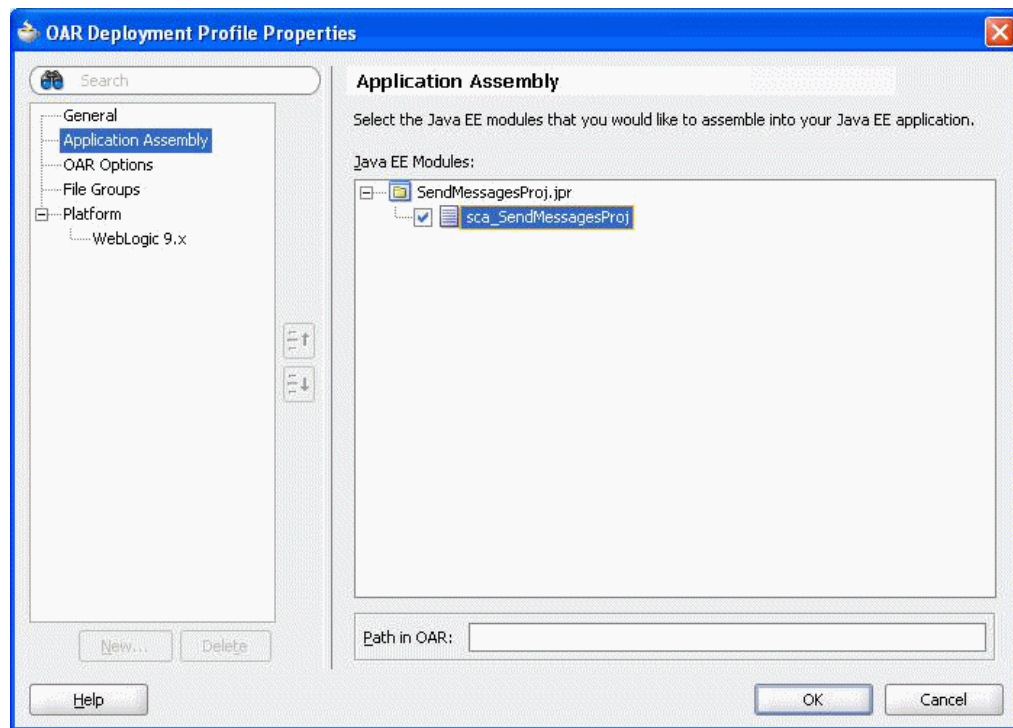 OAR Deployment Profile Properties
Search
General
Application Assembly
OAR Options
File Groups
Platform
WebLogic 9.x
New...
Delete
Application Assembly
Select the Java EE modules that you would like to assemble into your Java EE application.
Java EE Modules:
SendMessagesProj.jpr
sca_SendMessagesProj
Path in OAR:
Help
OK
Cancel